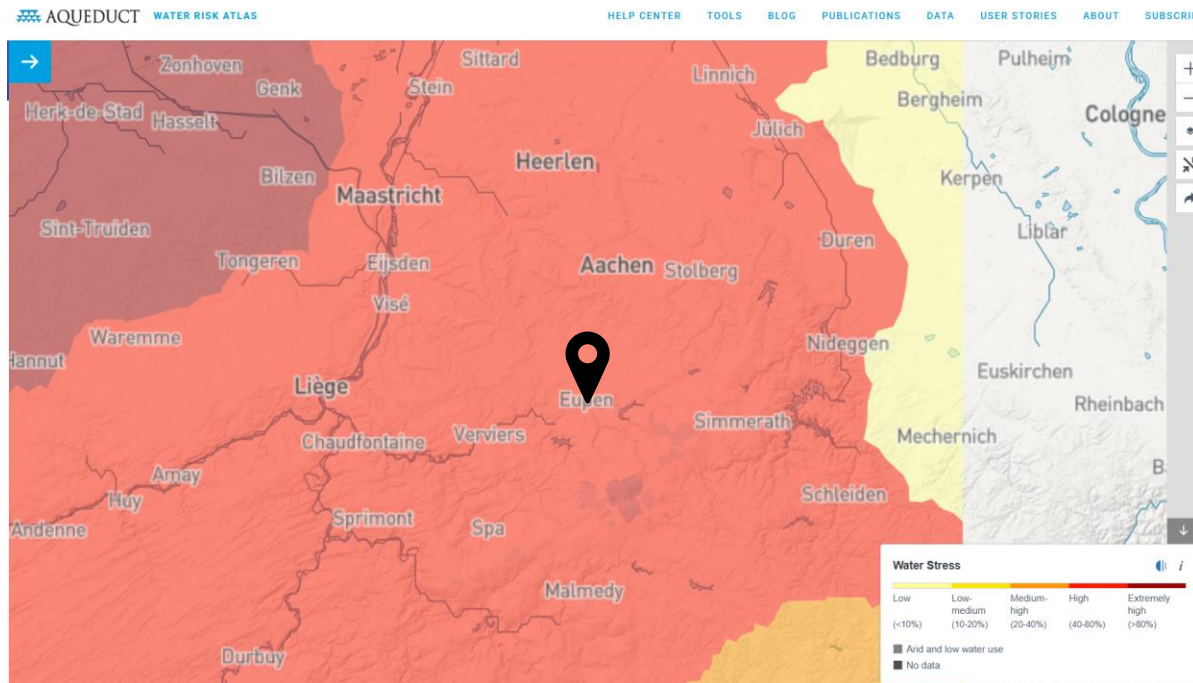 AQUEDUCT WATER RISK ATLAS
HELP CENTER TOOLS BLOG PUBLICATIONS DATA USER STORIES ABOUT SUBSCRI
Zonhoven
Sittard
Bedburg
Pulheim
Genk
Stein
Linnich
Bergheim
Herk-de-Stad
Hasselt
Cologne
Jülich
Heerlen
Bilzen
Kerpen
Maastricht
Sint-Truiden
Liblar
Duren
Tongeren
Eijsden
Aachen
Stolberg
Visé
Waremme
Nideggen
Hannut
Euskirchen
Liège
Eupen
Rheinbach
Simmerath
Chaudfontaine
Verviers
Mechernich
B
Amay
Schleiden
Huy
Andenne
Sprimont
Spa
Malmedy
Durbuy
Water Stress
i
Low Low-medium Medium-high High Extremely high
(<10%) (10-20%) (20-40%) (40-80%) (>80%)
Arid and low water use
No data